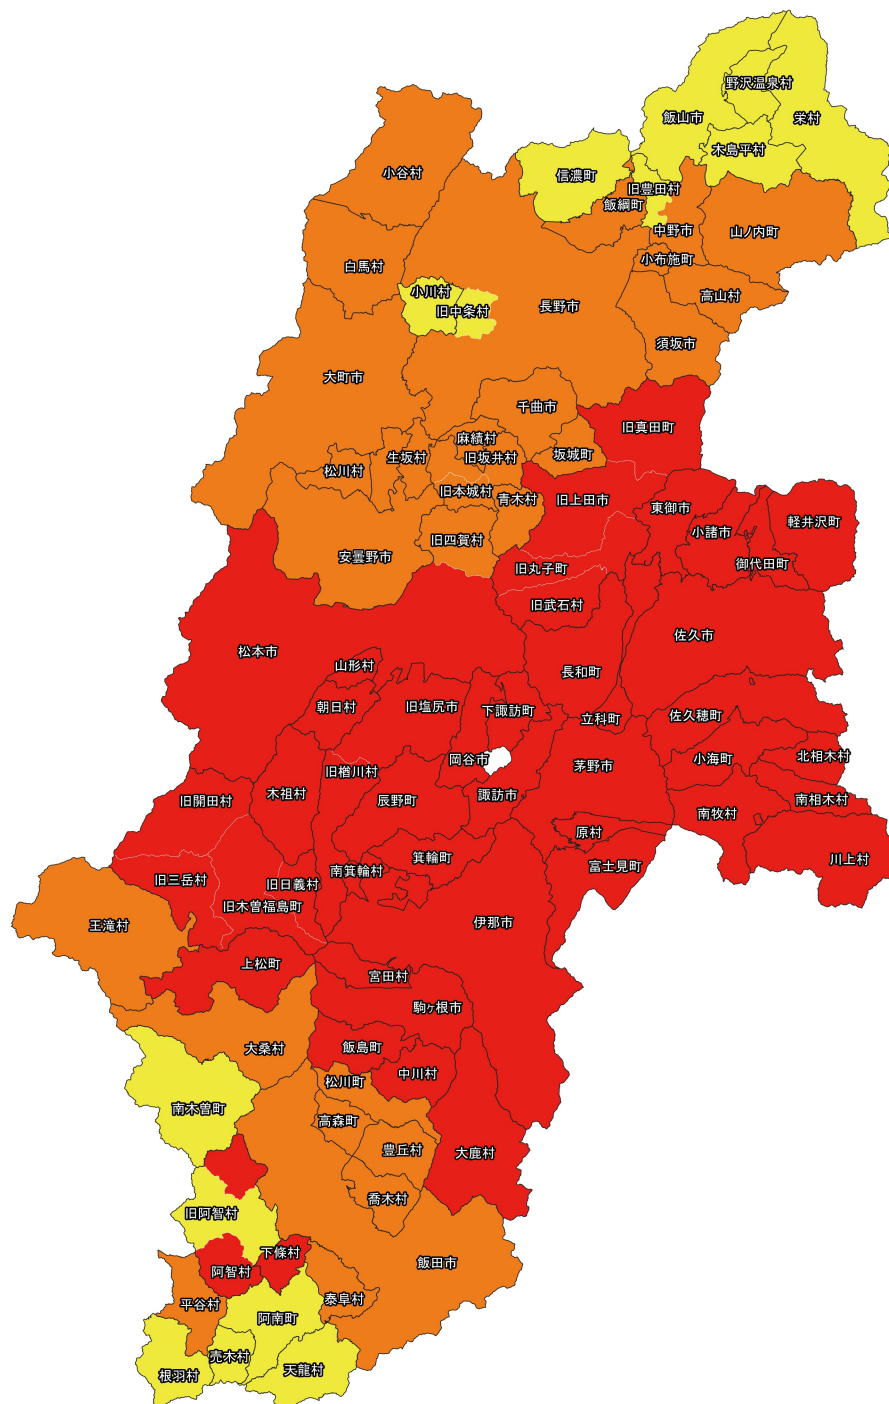 野沢温泉村
飯山市
栄村
木島平村
小谷村
信濃町
旧豊田村
飯綱町
中野市
山ノ内町
小布施町
白馬村
高山村
小川村
旧中条村
長野市
須坂市
大町市
千曲市
旧真田町
麻績村
生坂村
旧坂井村
坂城町
松川村
旧本城村
青木村
旧上田市
東御市
軽井沢町
小諸市
旧四賀村
安曇野市
御代田町
旧丸子町
旧武石村
佐久市
松本市
山形村
長和町
朝日村
旧塩尻市
下諏訪町
立科町
佐久穂町
岡谷市
小海町
北相木村
旧楢川村
茅野市
木祖村
諏訪市
南相木村
旧開田村
辰野町
南牧村
原村
箕輪町
富士見町
川上村
南箕輪村
旧三岳村
旧日義村
旧木曽福島町
王滝村
伊那市
上松町
宮田村
駒ヶ根市
大桑村
飯島町
中川村
松川町
南木曽町
高森町
豊丘村
大鹿村
喬木村
旧阿智村
下條村
飯田市
阿智村
平谷村
泰阜村
阿南町
売木村
天龍村
根羽村